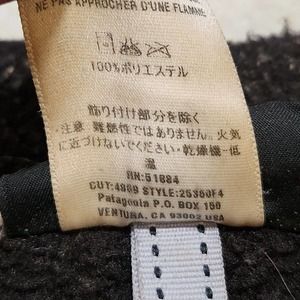 NE PAS APPROCHER D'UNE FLAMME
100%ポリエステル
飾り付け部分を除く
・注意 難燃性ではありません。火気
に近づけないでください・乾燥機-低
温
RN:51884
CUT:4889 STYLE:25350F4
Patagonia P.O. BOX 150
VENTURA, CA 93002 USA